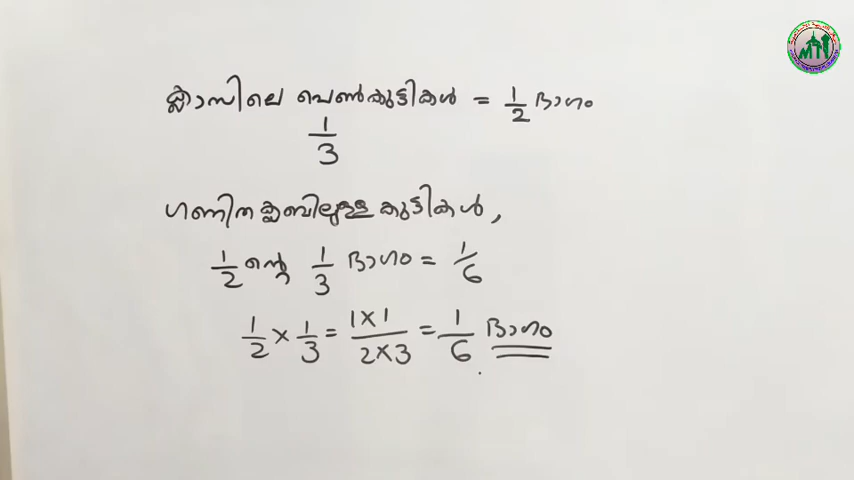 ക്ലാസിലെ പെൺകുട്ടികൾ = 1/2 ഭാഗം
1/3
ഗണിത ക്ലബിലുള്ള കുട്ടികൾ,
1/2 ന്റെ 1/3 ഭാഗം = 1/6
1/2 × 1/3 = 1×1/2×3 = 1/6 ഭാഗം